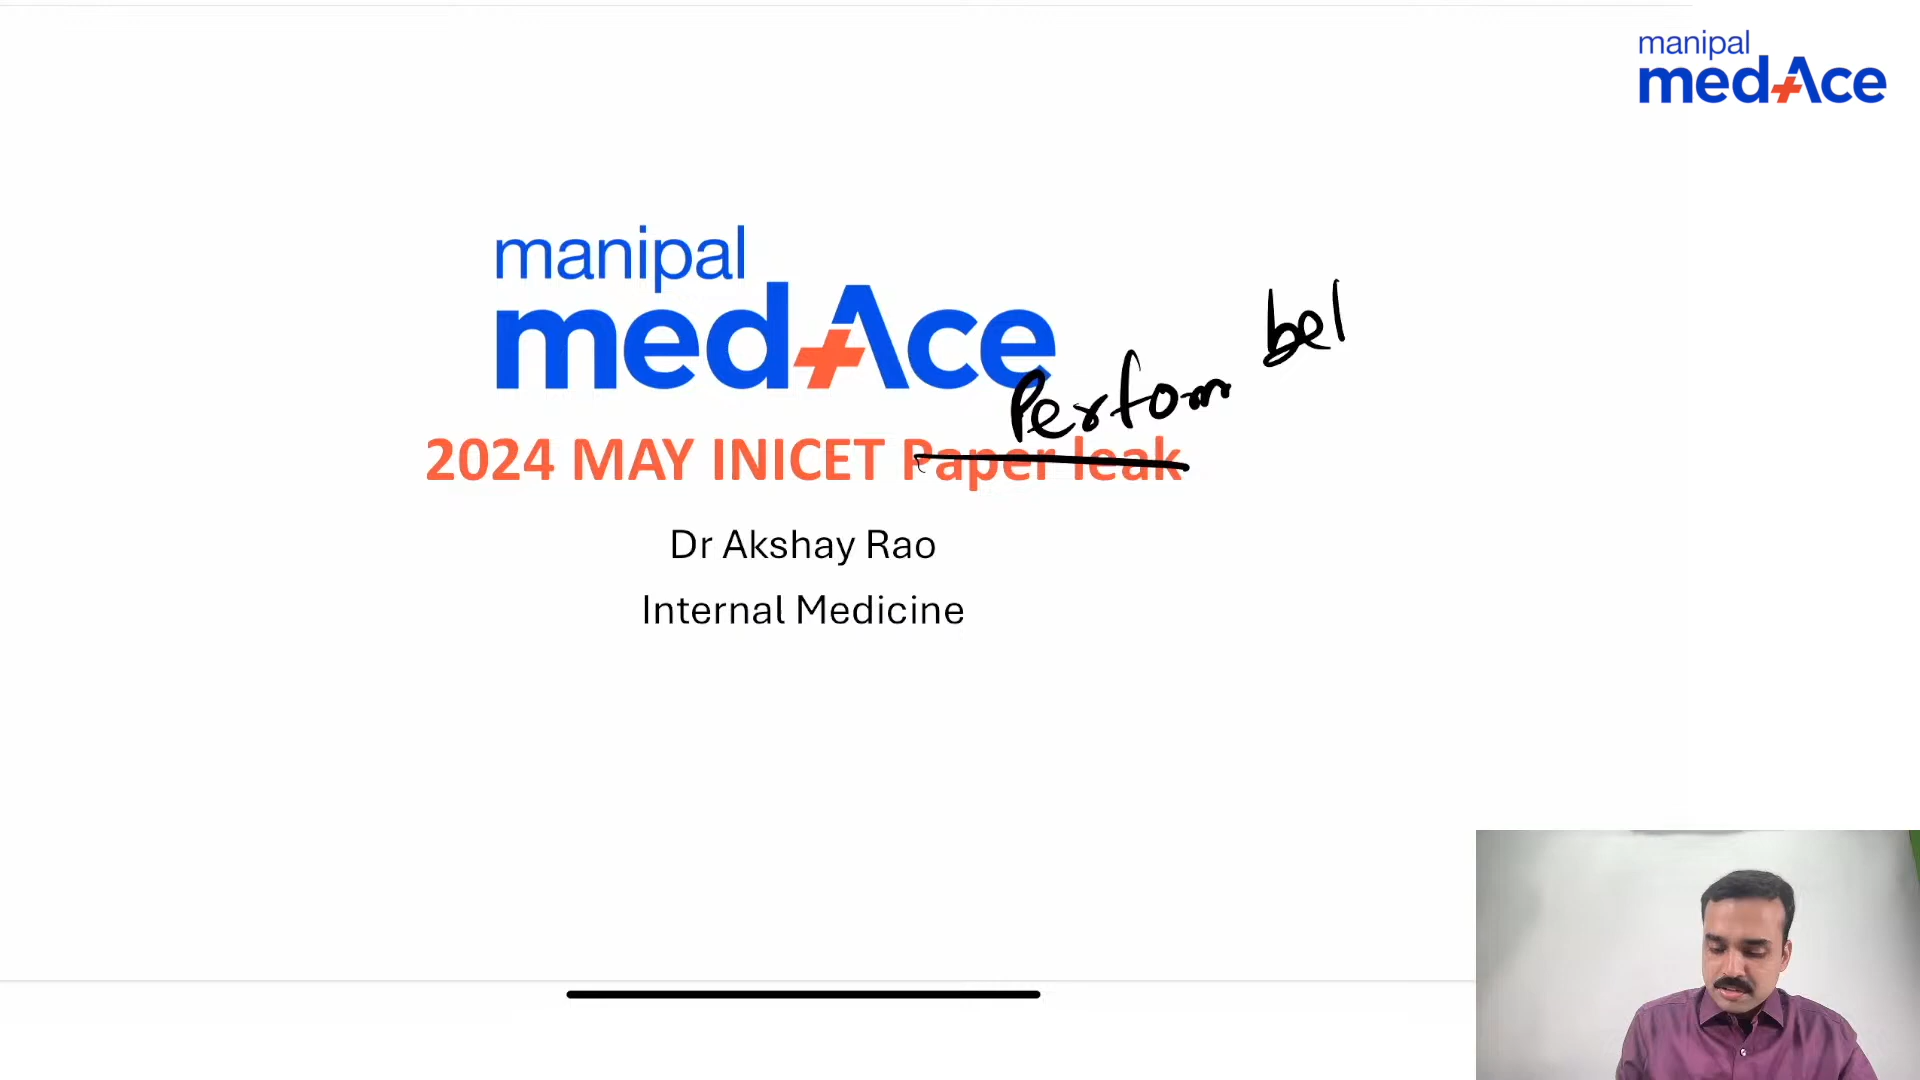 manipal
medAce
manipal
medAce
bel
Perform
2024 MAY INICET Paper leak
Dr Akshay Rao
Internal Medicine